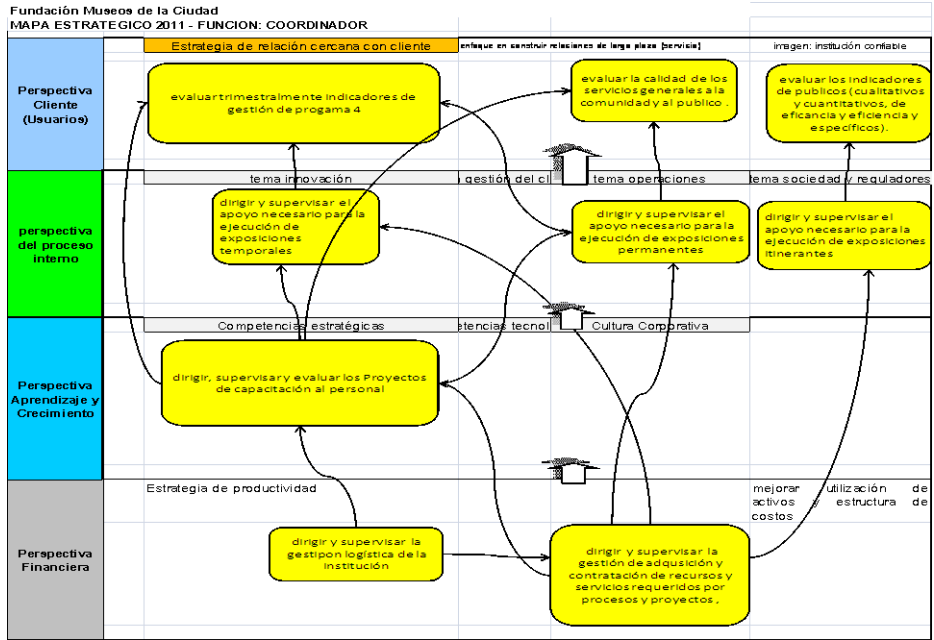 Fundación Museos de la Ciudad
MAPA ESTRATEGICO 2011 - FUNCION: COORDINADOR
Estrategia de relación cercana con cliente
enfoque en construir relaciones de largo plazo (servicio)
imagen: institución confiable
Perspectiva
Cliente
(Usuarios)
evaluar trimestralmente indicadores de
gestión de progama 4
evaluar la calidad de los
servicios generales a la
comunidad y al publico .
evaluar los indicadores
de publicos (cualitativos
y cuantitativos, de
eficancia y eficiencia y
específicos).
tema innovación
gestión del cl
tema operaciones
tema sociedad y reguladores
perspectiva
del proceso
interno
dirigir y supervisar el
apoyo necesario para la
ejecución de
exposiciones
temporales
dirigir y supervisar el
apoyo necesario para la
ejecución de exposiciones
permanentes
dirigir y supervisar el
apoyo necesario para la
ejecución de exposiciones
itinerantes
Competencias estratégicas
etencias tecnol
Cultura Corporativa
Perspectiva
Aprendizaje y
Crecimiento
dirigir, supervisar y evaluar los Proyectos
de capacitación al personal
Estrategia de productividad
mejorar utilización de
activos y estructura de
costos
Perspectiva
Financiera
dirigir y supervisar la
gestipon logística de la
institución
dirigir y supervisar la
gestión de adqusición y
contratación de recursos y
servicios requeridos por
procesos y proyectos ,